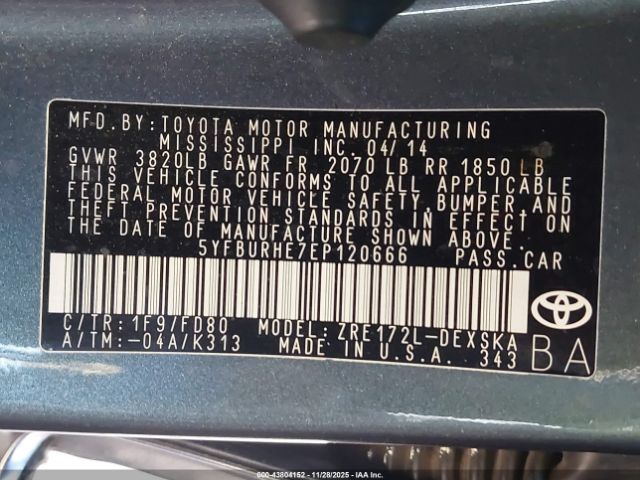 MFD. BY: TOYOTA MOTOR MANUFACTURING
MISSISSIPPI INC. 04/14
GVWR 3820LB GAWR FR 2070 LB RR 1850 LB
THIS VEHICLE CONFORMS TO ALL APPLICABLE
FEDERAL MOTOR VEHICLE SAFETY, BUMPER AND
THEFT PREVENTION STANDARDS IN EFFECT ON
THE DATE OF MANUFACTURE SHOWN ABOVE.
5YFBURHE7EP120666 PASS.CAR
C/TR: 1F9/FD80 MODEL: ZRE172L-DEXSKA
A/TM: -04A/K313 MADE IN U.S.A. 343
BA
000-43804152 | 11/28/2025 | IAAI Inc.